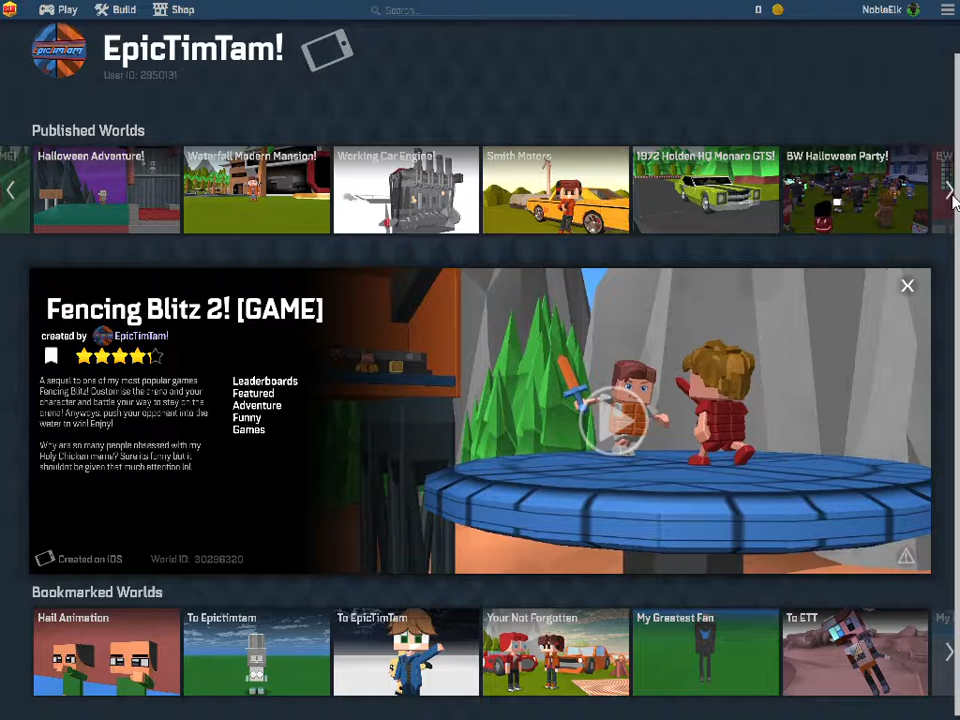 Play
Build
Shop
Search...
0
NobleElk
EpicTimTam
EpicTimTam!
User ID: 2950131
Published Worlds
Halloween Adventure!
Waterfall Modern Mansion!
Working Car Engine!
Smith Motors
1972 Holden HQ Monaro GTS!
BW Halloween Party!
BW
Fencing Blitz 2! [GAME]
created by
EpicTimTam!
A sequel to one of my most popular games
Fencing Blitz! Customise the arena and your
character and battle your way to stay on the
arena! Anyways, push your opponent into the
water to win! Enjoy!
Why are so many people obsessed with my
Holy Chicken meme? Sure its funny but it
shouldnt be given that much attention lol.
Leaderboards
Featured
Adventure
Funny
Games
Created on iOS
World ID: 30296320
Bookmarked Worlds
Hail Animation
To Epictimtam
To EpicTimTam
Your Not Forgotten
My Greatest Fan
To ETT
My